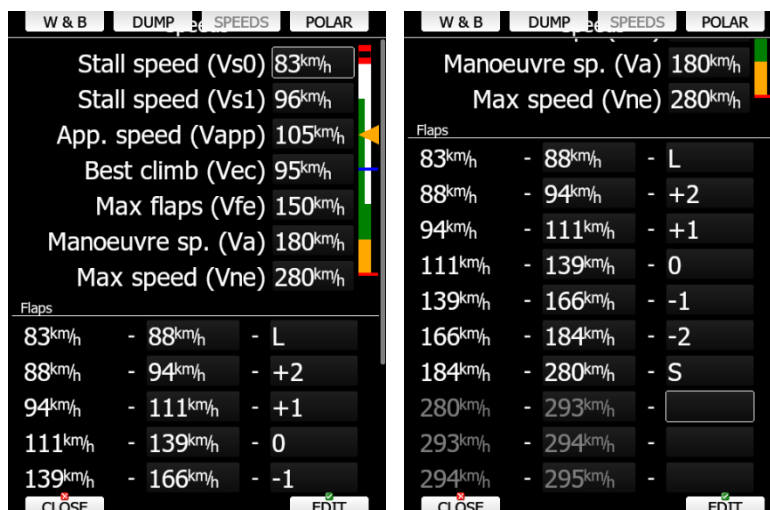 W & B DUMP SPEEDS POLAR
Speeds
Stall speed (Vs0) 83km/h
Stall speed (Vs1) 96km/h
App. speed (Vapp) 105km/h
Best climb (Vec) 95km/h
Max flaps (Vfe) 150km/h
Manoeuvre sp. (Va) 180km/h
Max speed (Vne) 280km/h
Flaps
83km/h - 88km/h - L
88km/h - 94km/h - +2
94km/h - 111km/h - +1
111km/h - 139km/h - 0
139km/h - 166km/h - -1
CLOSE EDIT
W & B DUMP SPEEDS POLAR
Manoeuvre sp. (Va) 180km/h
Max speed (Vne) 280km/h
Flaps
83km/h - 88km/h - L
88km/h - 94km/h - +2
94km/h - 111km/h - +1
111km/h - 139km/h - 0
139km/h - 166km/h - -1
166km/h - 184km/h - -2
184km/h - 280km/h - S
280km/h - 293km/h -
293km/h - 294km/h -
294km/h - 295km/h -
CLOSE EDIT